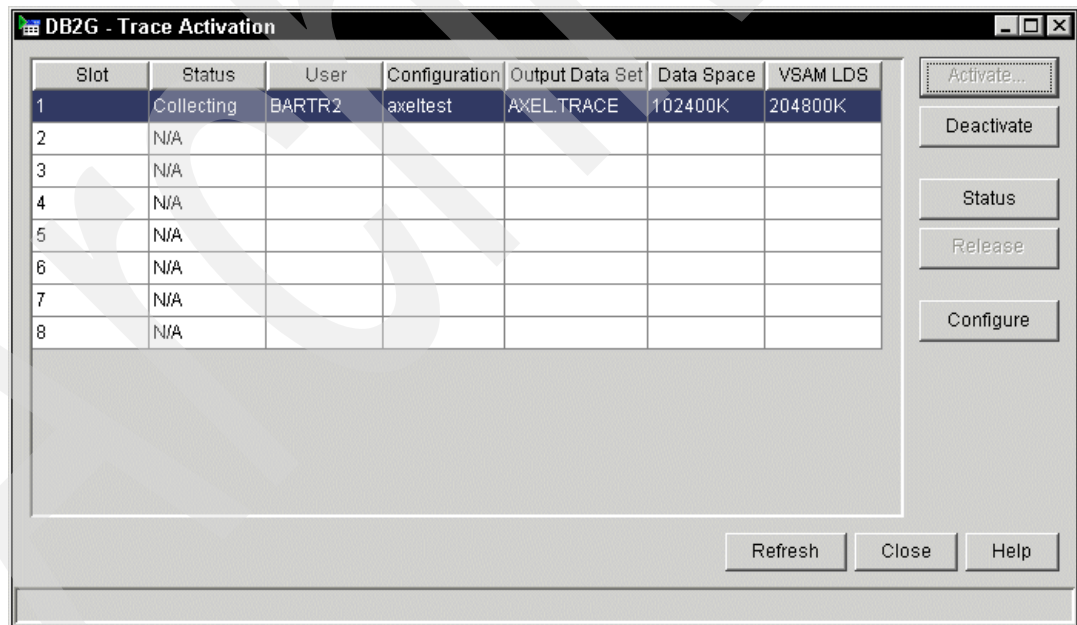 DB2G - Trace Activation
Slot Status User Configuration Output Data Set Data Space VSAM LDS
1 Collecting BARTR2 axeltest AXEL.TRACE 102400K 204800K
2 N/A
3 N/A
4 N/A
5 N/A
6 N/A
7 N/A
8 N/A
Activate...
Deactivate
Status
Release
Configure
Refresh Close Help